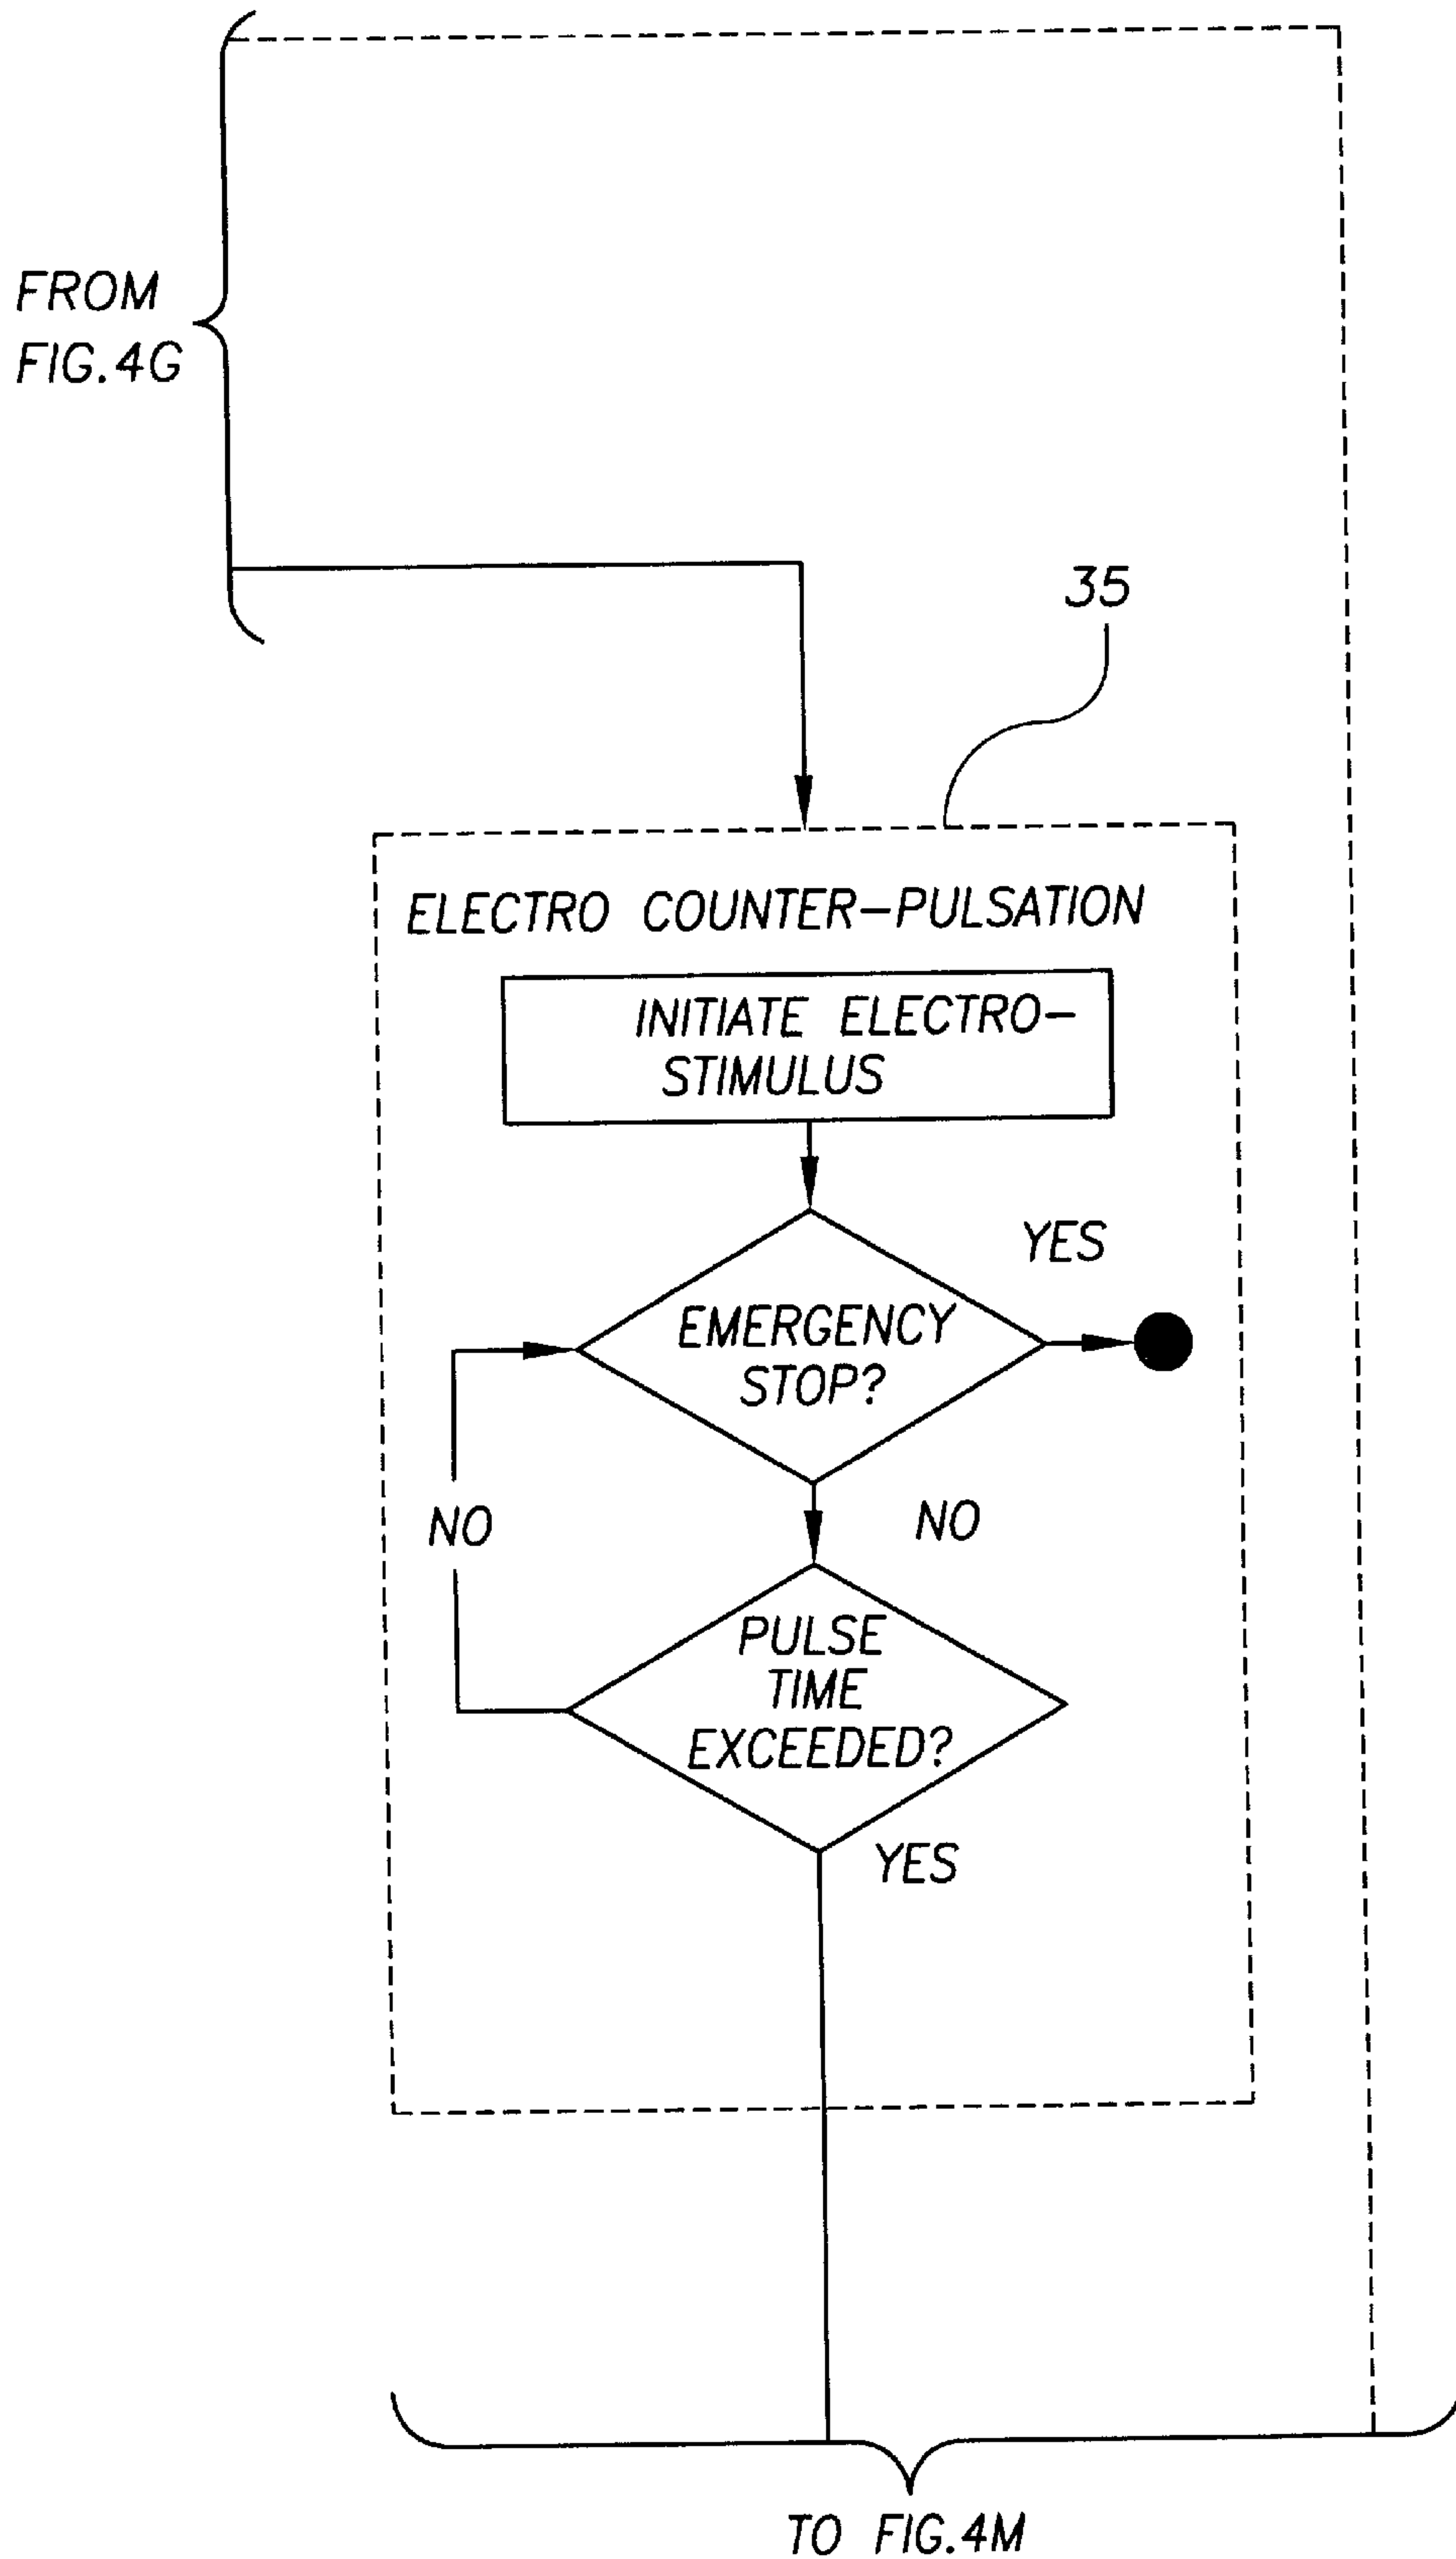 FROM
FIG.4G
35
ELECTRO COUNTER-PULSATION
INITIATE ELECTRO-
STIMULUS
YES
EMERGENCY
STOP?
NO
NO
PULSE
TIME
EXCEEDED?
YES
TO FIG.4M